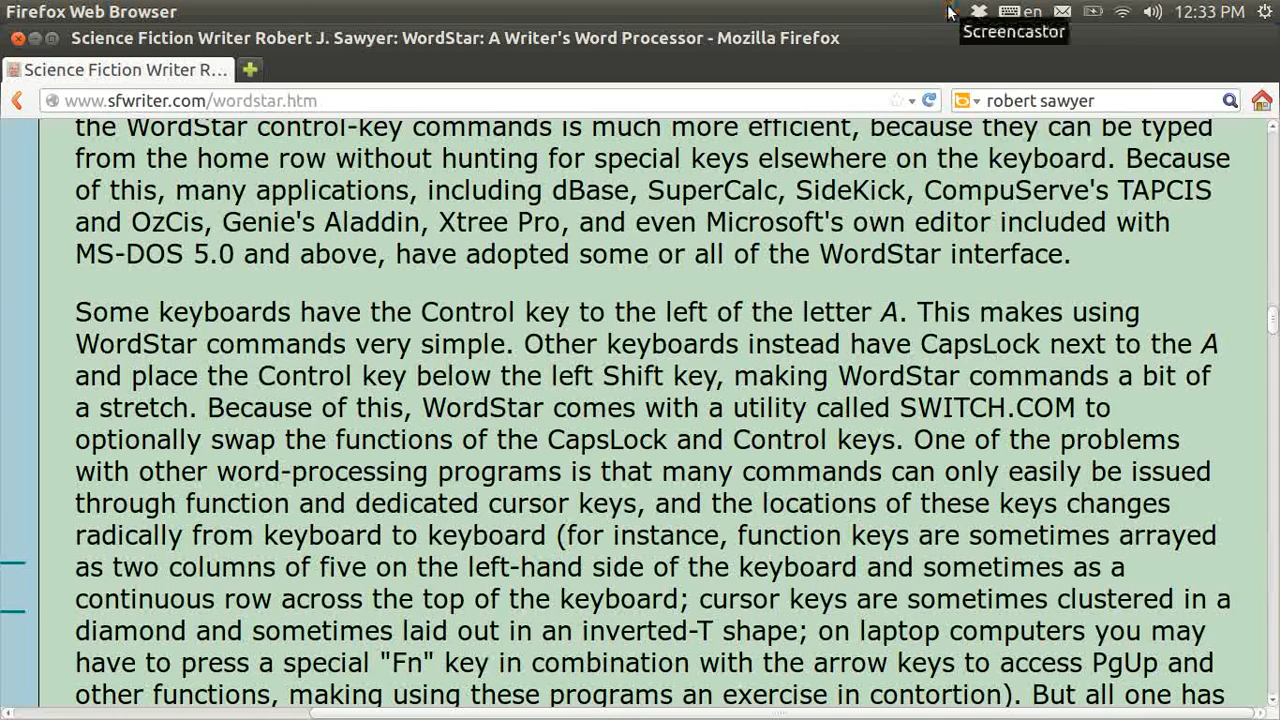 Firefox Web Browser
en
12:33 PM
Screencastor
Science Fiction Writer Robert J. Sawyer: WordStar: A Writer's Word Processor - Mozilla Firefox
Science Fiction Writer R...
www.sfwriter.com/wordstar.htm
robert sawyer
the WordStar control-key commands is much more efficient, because they can be typed
from the home row without hunting for special keys elsewhere on the keyboard. Because
of this, many applications, including dBase, SuperCalc, SideKick, CompuServe's TAPCIS
and OzCis, Genie's Aladdin, Xtree Pro, and even Microsoft's own editor included with
MS-DOS 5.0 and above, have adopted some or all of the WordStar interface.
Some keyboards have the Control key to the left of the letter A. This makes using
WordStar commands very simple. Other keyboards instead have CapsLock next to the A
and place the Control key below the left Shift key, making WordStar commands a bit of
a stretch. Because of this, WordStar comes with a utility called SWITCH.COM to
optionally swap the functions of the CapsLock and Control keys. One of the problems
with other word-processing programs is that many commands can only easily be issued
through function and dedicated cursor keys, and the locations of these keys changes
radically from keyboard to keyboard (for instance, function keys are sometimes arrayed
as two columns of five on the left-hand side of the keyboard and sometimes as a
continuous row across the top of the keyboard; cursor keys are sometimes clustered in a
diamond and sometimes laid out in an inverted-T shape; on laptop computers you may
have to press a special "Fn" key in combination with the arrow keys to access PgUp and
other functions, making using these programs an exercise in contortion). But all one has